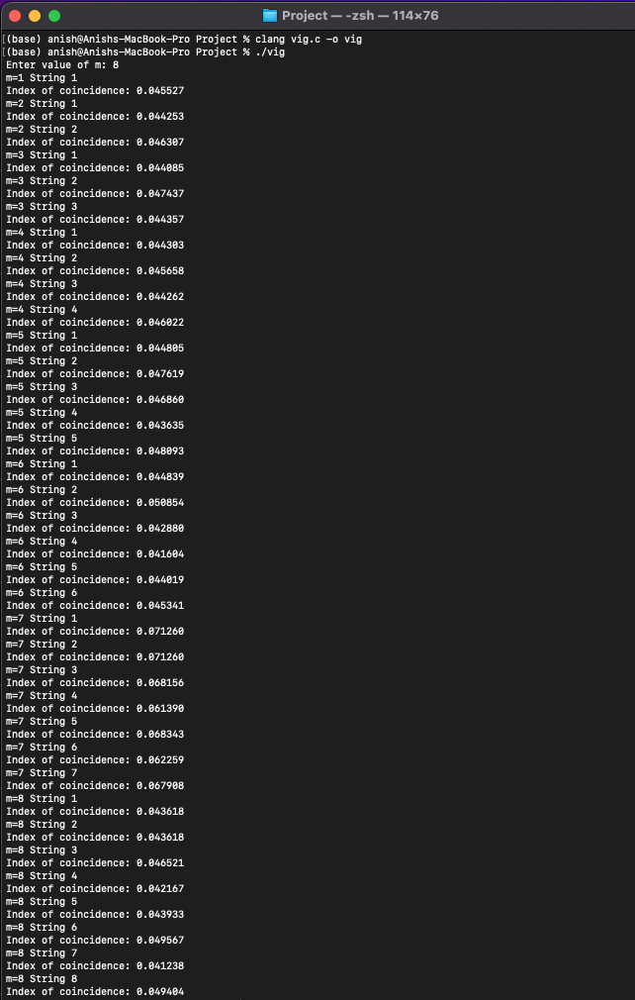 Project — -zsh — 114×76
[(base) anish@Anishs-MacBook-Pro Project % clang vig.c -o vig
[(base) anish@Anishs-MacBook-Pro Project % ./vig
Enter value of m: 8
m=1 String 1
Index of coincidence: 0.045527
m=2 String 1
Index of coincidence: 0.044253
m=2 String 2
Index of coincidence: 0.046307
m=3 String 1
Index of coincidence: 0.044085
m=3 String 2
Index of coincidence: 0.047437
m=3 String 3
Index of coincidence: 0.044357
m=4 String 1
Index of coincidence: 0.044303
m=4 String 2
Index of coincidence: 0.045658
m=4 String 3
Index of coincidence: 0.044262
m=4 String 4
Index of coincidence: 0.046022
m=5 String 1
Index of coincidence: 0.044805
m=5 String 2
Index of coincidence: 0.047619
m=5 String 3
Index of coincidence: 0.046860
m=5 String 4
Index of coincidence: 0.043635
m=5 String 5
Index of coincidence: 0.048093
m=6 String 1
Index of coincidence: 0.044839
m=6 String 2
Index of coincidence: 0.050854
m=6 String 3
Index of coincidence: 0.042880
m=6 String 4
Index of coincidence: 0.041604
m=6 String 5
Index of coincidence: 0.044019
m=6 String 6
Index of coincidence: 0.045341
m=7 String 1
Index of coincidence: 0.071260
m=7 String 2
Index of coincidence: 0.071260
m=7 String 3
Index of coincidence: 0.068156
m=7 String 4
Index of coincidence: 0.061390
m=7 String 5
Index of coincidence: 0.068343
m=7 String 6
Index of coincidence: 0.062259
m=7 String 7
Index of coincidence: 0.067908
m=8 String 1
Index of coincidence: 0.043618
m=8 String 2
Index of coincidence: 0.043618
m=8 String 3
Index of coincidence: 0.046521
m=8 String 4
Index of coincidence: 0.042167
m=8 String 5
Index of coincidence: 0.043933
m=8 String 6
Index of coincidence: 0.049567
m=8 String 7
Index of coincidence: 0.041238
m=8 String 8
Index of coincidence: 0.049404